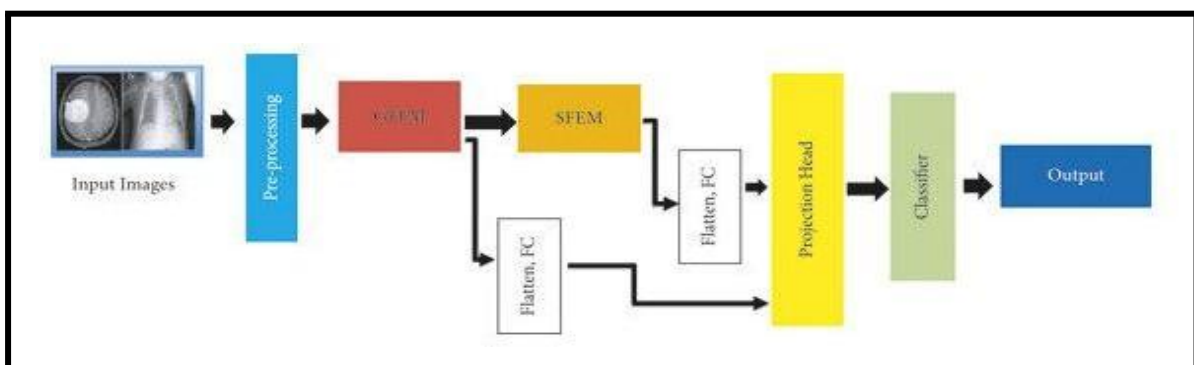 Input Images
Pre-processing
SFEM
Flatten, FC
Flatten, FC
Projection Head
Classifier
Output